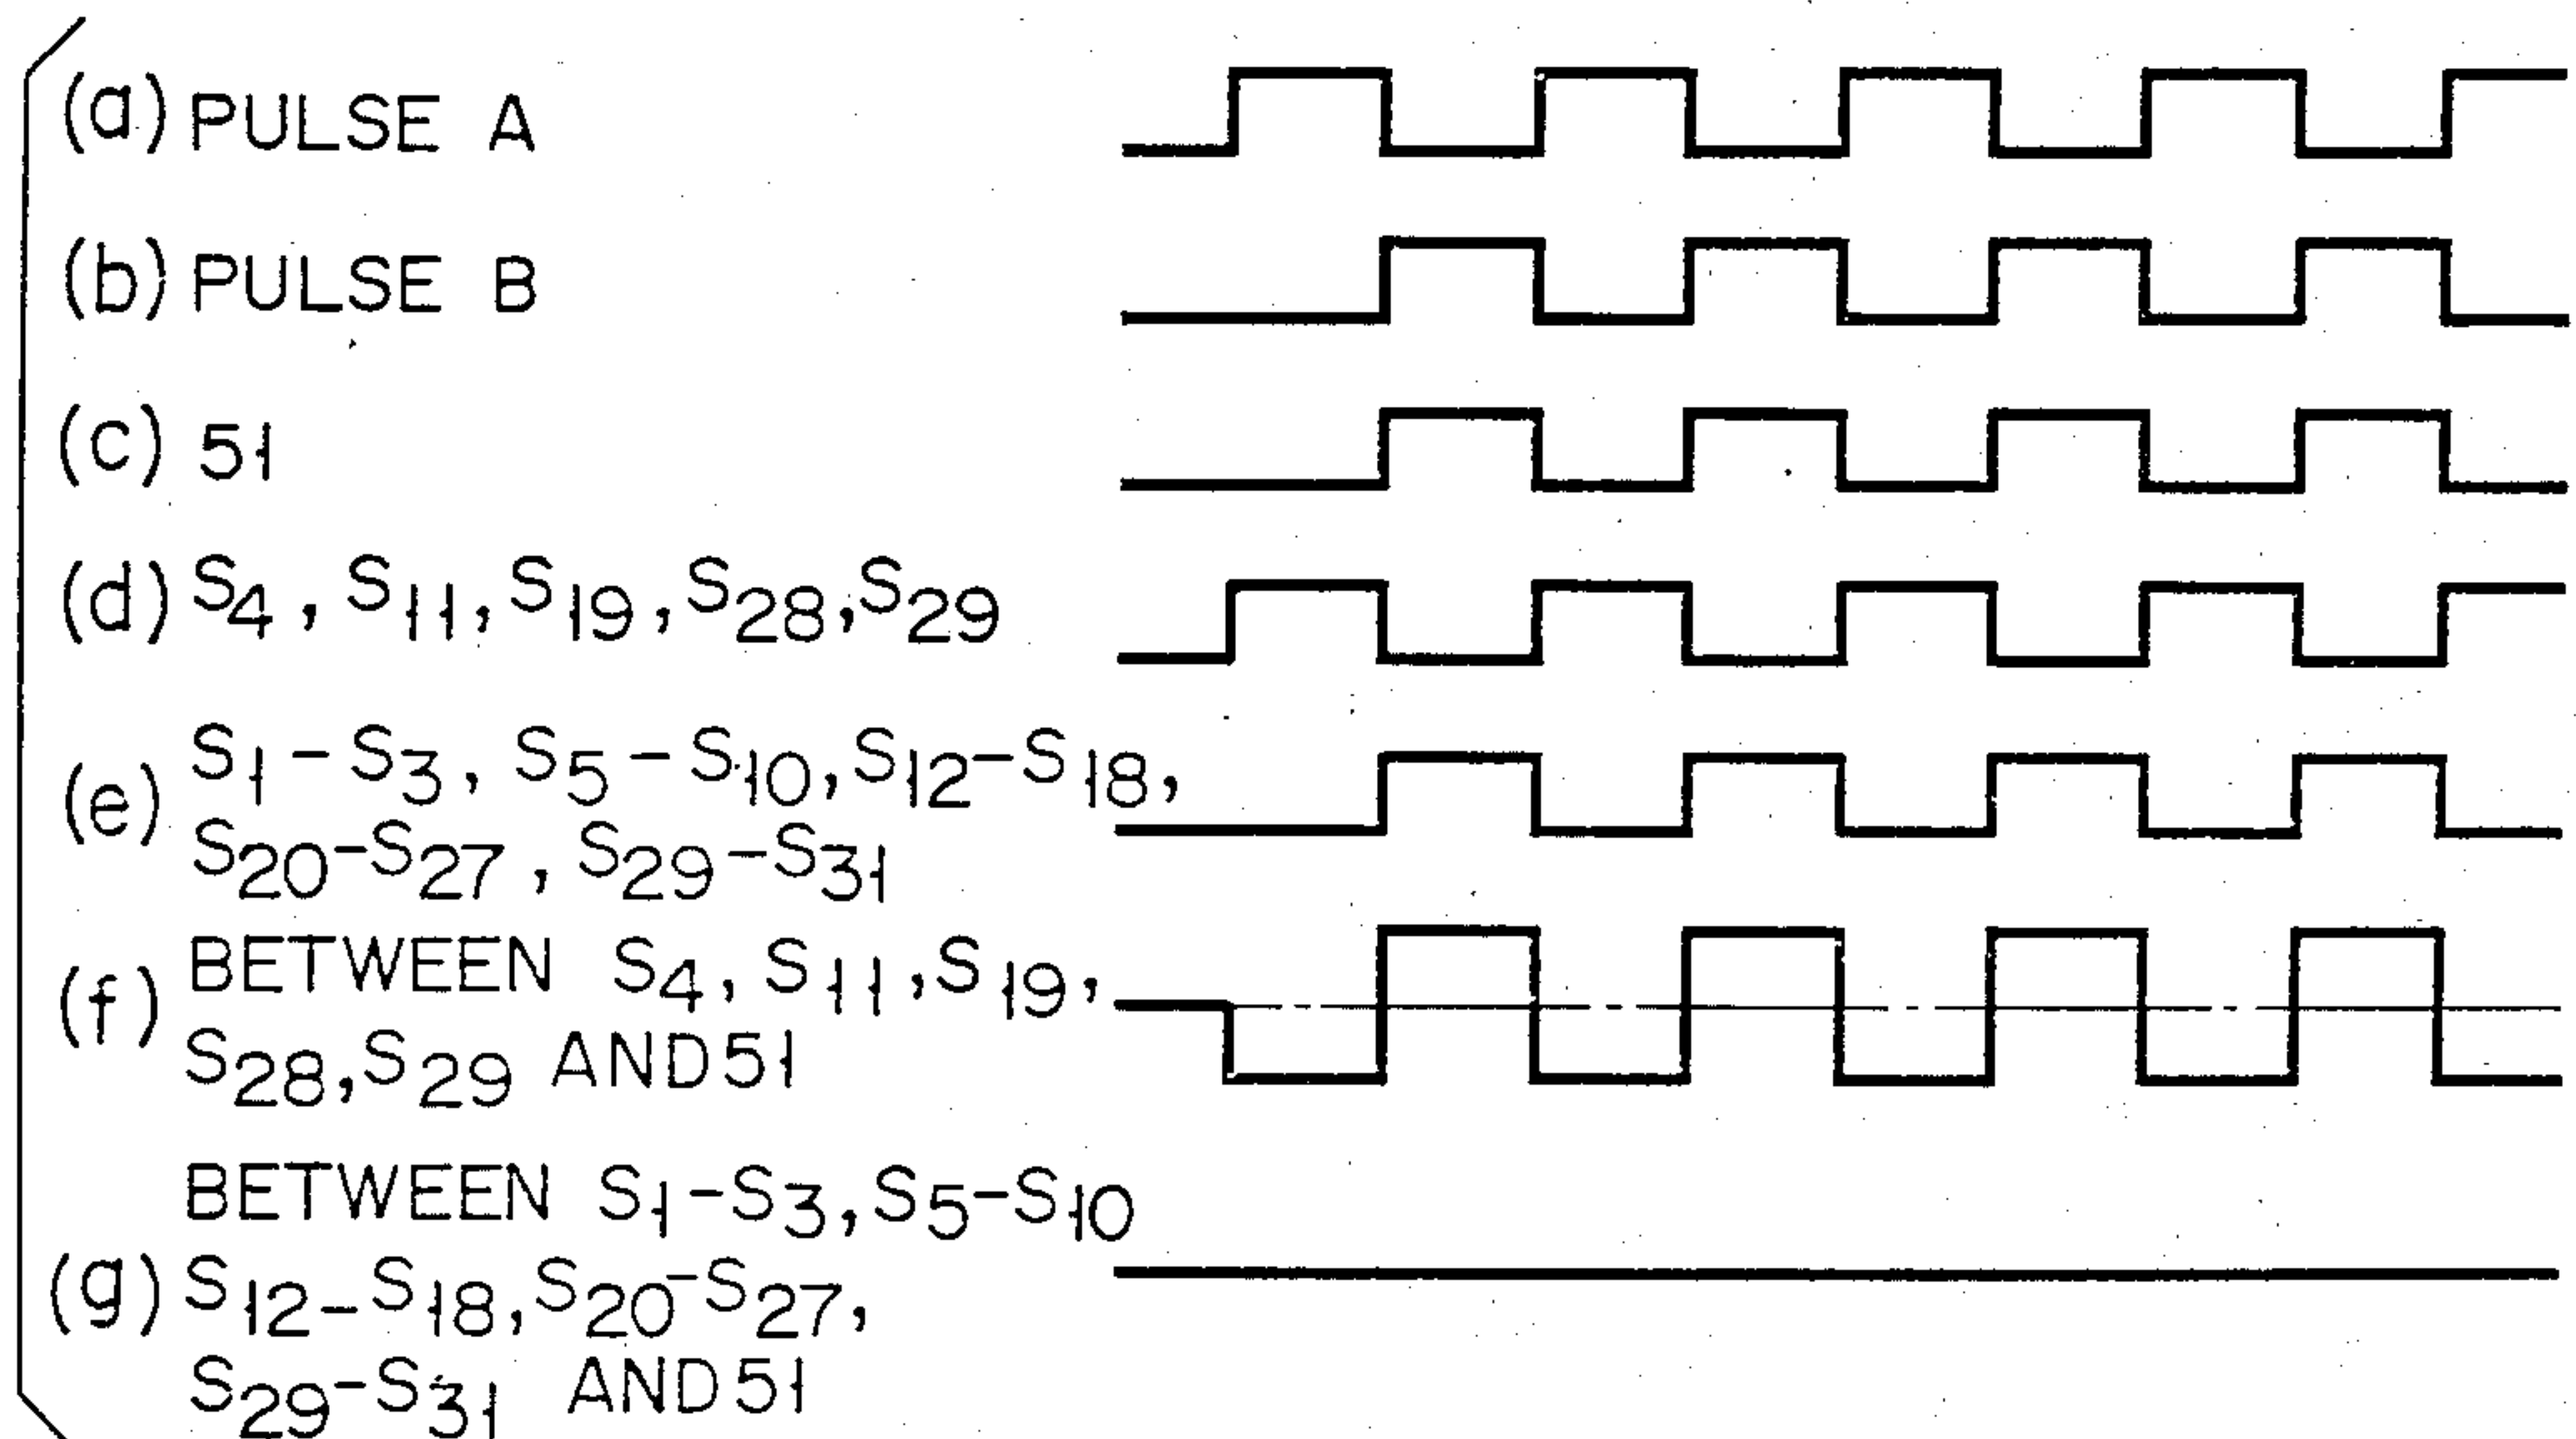 (a) PULSE A
(b) PULSE B
(c) 51
(d) S4, S11, S19, S28, S29
(e) S1-S3, S5-S10, S12-S18,
S20-S27, S29-S31
(f) BETWEEN S4, S11, S19,
S28, S29 AND 51
BETWEEN S1-S3, S5-S10
(g) S12-S18, S20-S27,
S29-S31 AND 51